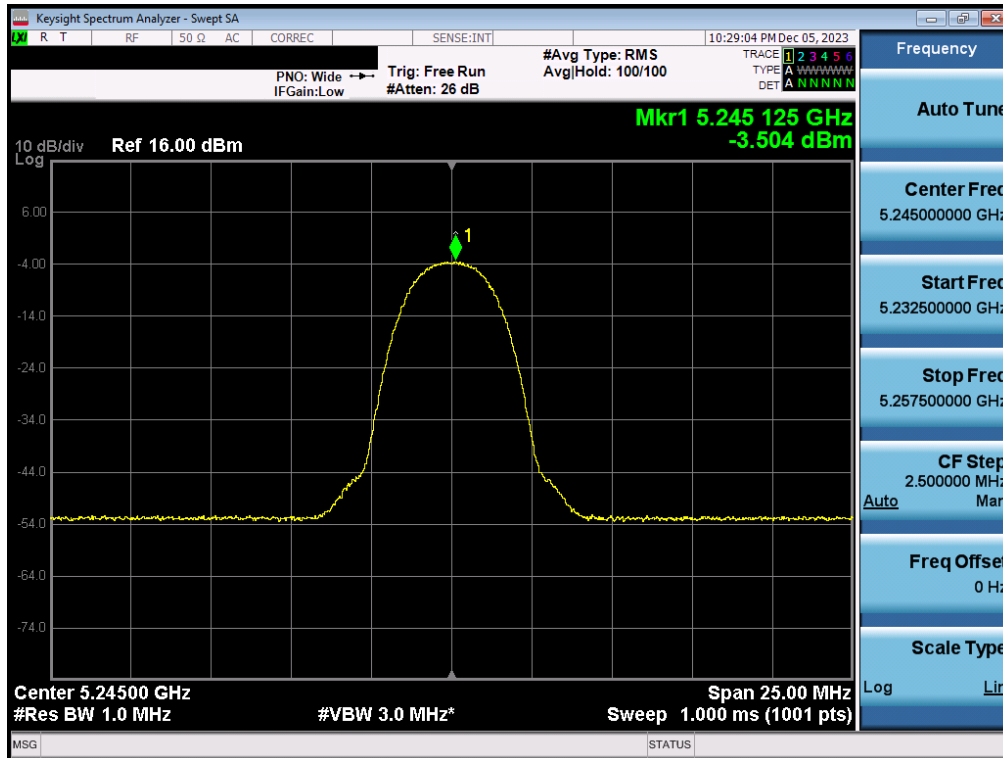 Keysight Spectrum Analyzer - Swept SA
LXI R T RF 50 Ω AC CORREC SENSE:INT 10:29:04 PM Dec 05, 2023
PNO: Wide
IFGain:Low
Trig: Free Run
#Atten: 26 dB
#Avg Type: RMS
Avg|Hold: 100/100
TRACE 1 2 3 4 5 6
TYPE A WWWWW
DET A N N N N N
Mkr1 5.245 125 GHz
-3.504 dBm
10 dB/div Ref 16.00 dBm
Log
1
6.00
-4.00
-14.0
-24.0
-34.0
-44.0
-54.0
-64.0
-74.0
Center 5.24500 GHz Span 25.00 MHz
#Res BW 1.0 MHz #VBW 3.0 MHz* Sweep 1.000 ms (1001 pts)
MSG STATUS
Frequency
Auto Tune
Center Freq
5.245000000 GHz
Start Freq
5.232500000 GHz
Stop Freq
5.257500000 GHz
CF Step
2.500000 MHz
Auto Man
Freq Offset
0 Hz
Scale Type
Log Lin